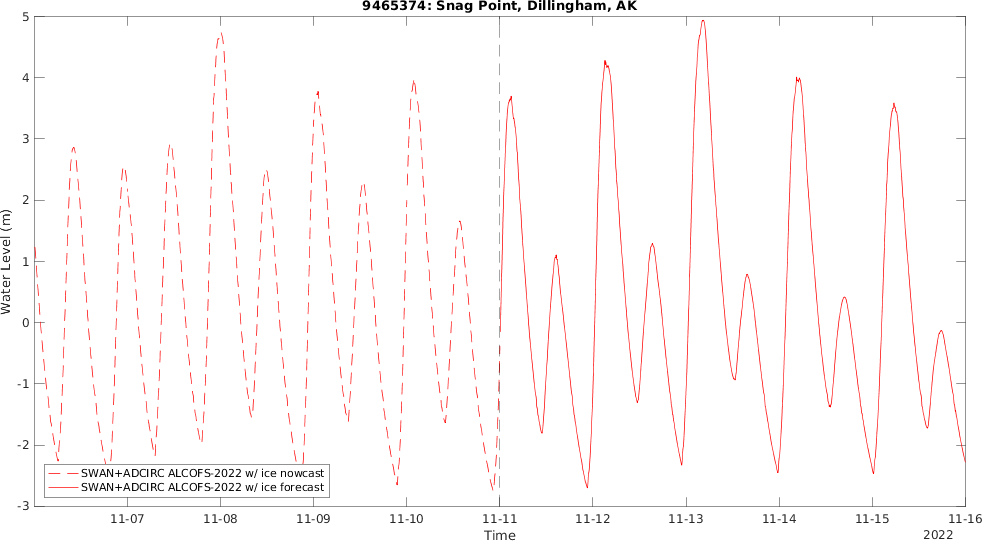 9465374: Snag Point, Dillingham, AK
5
4
3
2
1
0
-1
-2
-3
Water Level (m)
SWAN+ADCIRC ALCOFS-2022 w/ ice nowcast
SWAN+ADCIRC ALCOFS-2022 w/ ice forecast
11-07 11-08 11-09 11-10 11-11 11-12 11-13 11-14 11-15 11-16
Time
2022